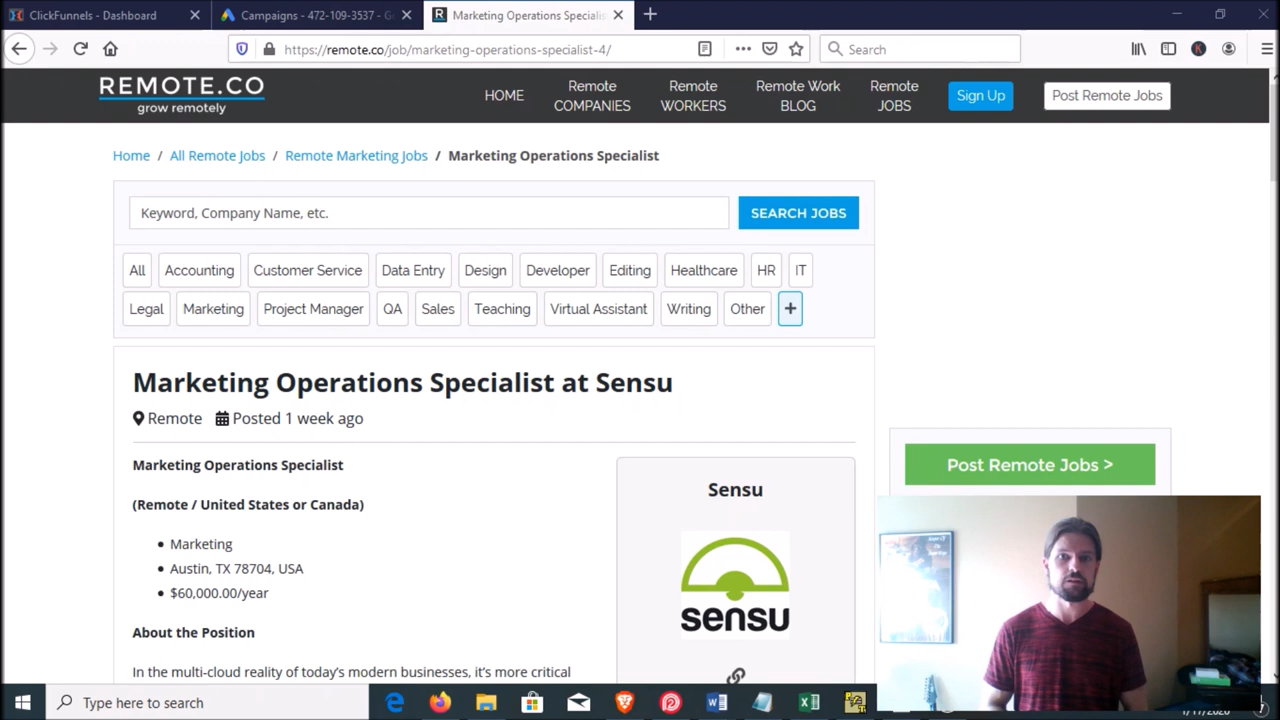 ClickFunnels - Dashboard
Campaigns - 472-109-3537 - G
Marketing Operations Speciali
https://remote.co/job/marketing-operations-specialist-4/
Search
REMOTE.CO
grow remotely
HOME
Remote COMPANIES
Remote WORKERS
Remote Work BLOG
Remote JOBS
Sign Up
Post Remote Jobs
Home / All Remote Jobs / Remote Marketing Jobs / Marketing Operations Specialist
Keyword, Company Name, etc.
SEARCH JOBS
All Accounting Customer Service Data Entry Design Developer Editing Healthcare HR IT
Legal Marketing Project Manager QA Sales Teaching Virtual Assistant Writing Other +
Marketing Operations Specialist at Sensu
Remote Posted 1 week ago
Marketing Operations Specialist
(Remote / United States or Canada)
• Marketing
• Austin, TX 78704, USA
• $60,000.00/year
About the Position
In the multi-cloud reality of today's modern businesses, it's more critical
Sensu
sensu
Post Remote Jobs >
Type here to search